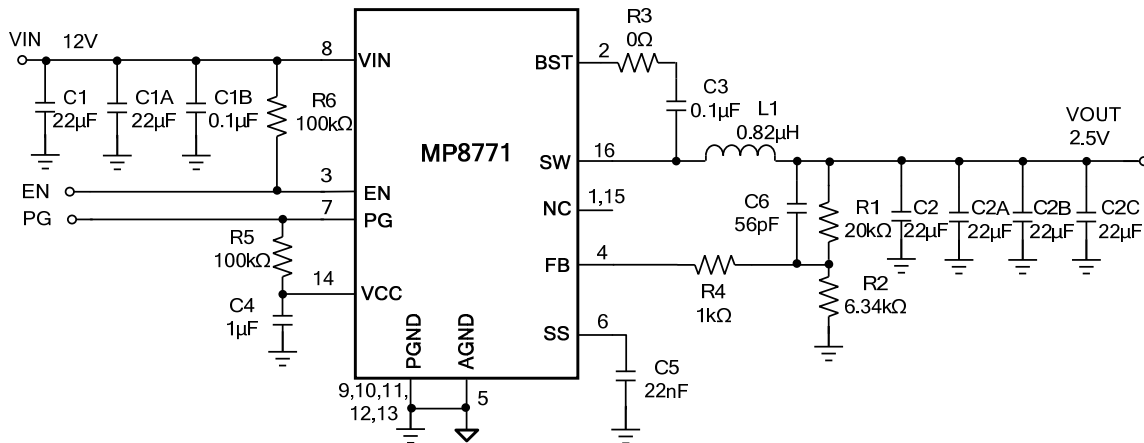 VIN 12V
C1
22µF
C1A
22µF
C1B
0.1µF
R6
100kΩ
8
VIN
EN
3
EN
PG
7
PG
R5
100kΩ
14
VCC
C4
1µF
MP8771
PGND
AGND
9,10,11,
12,13
5
BST
2
R3
0Ω
C3
0.1µF
SW
16
L1
0.82µH
NC
1,15
FB
4
R4
1kΩ
C6
56pF
R1
20kΩ
R2
6.34kΩ
SS
6
C5
22nF
C2
22µF
C2A
22µF
C2B
22µF
C2C
22µF
VOUT
2.5V